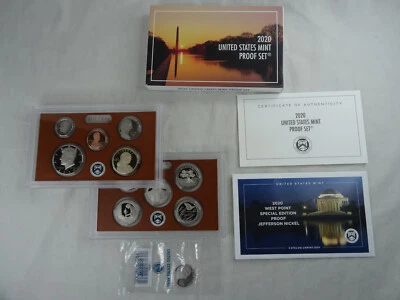 2020
UNITED STATES MINT
PROOF SET®
CERTIFICATE OF AUTHENTICITY
2020
UNITED STATES MINT
PROOF SET®
UNITED STATES MINT
2020
WEST POINT
SPECIAL EDITION
PROOF
JEFFERSON NICKEL